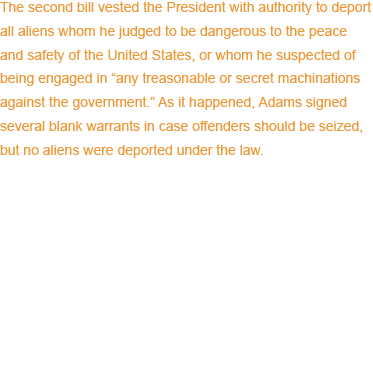 The second bill vested the President with authority to deport
all aliens whom he judged to be dangerous to the peace
and safety of the United States, or whom he suspected of
being engaged in “any treasonable or secret machinations
against the government.” As it happened, Adams signed
several blank warrants in case offenders should be seized,
but no aliens were deported under the law.